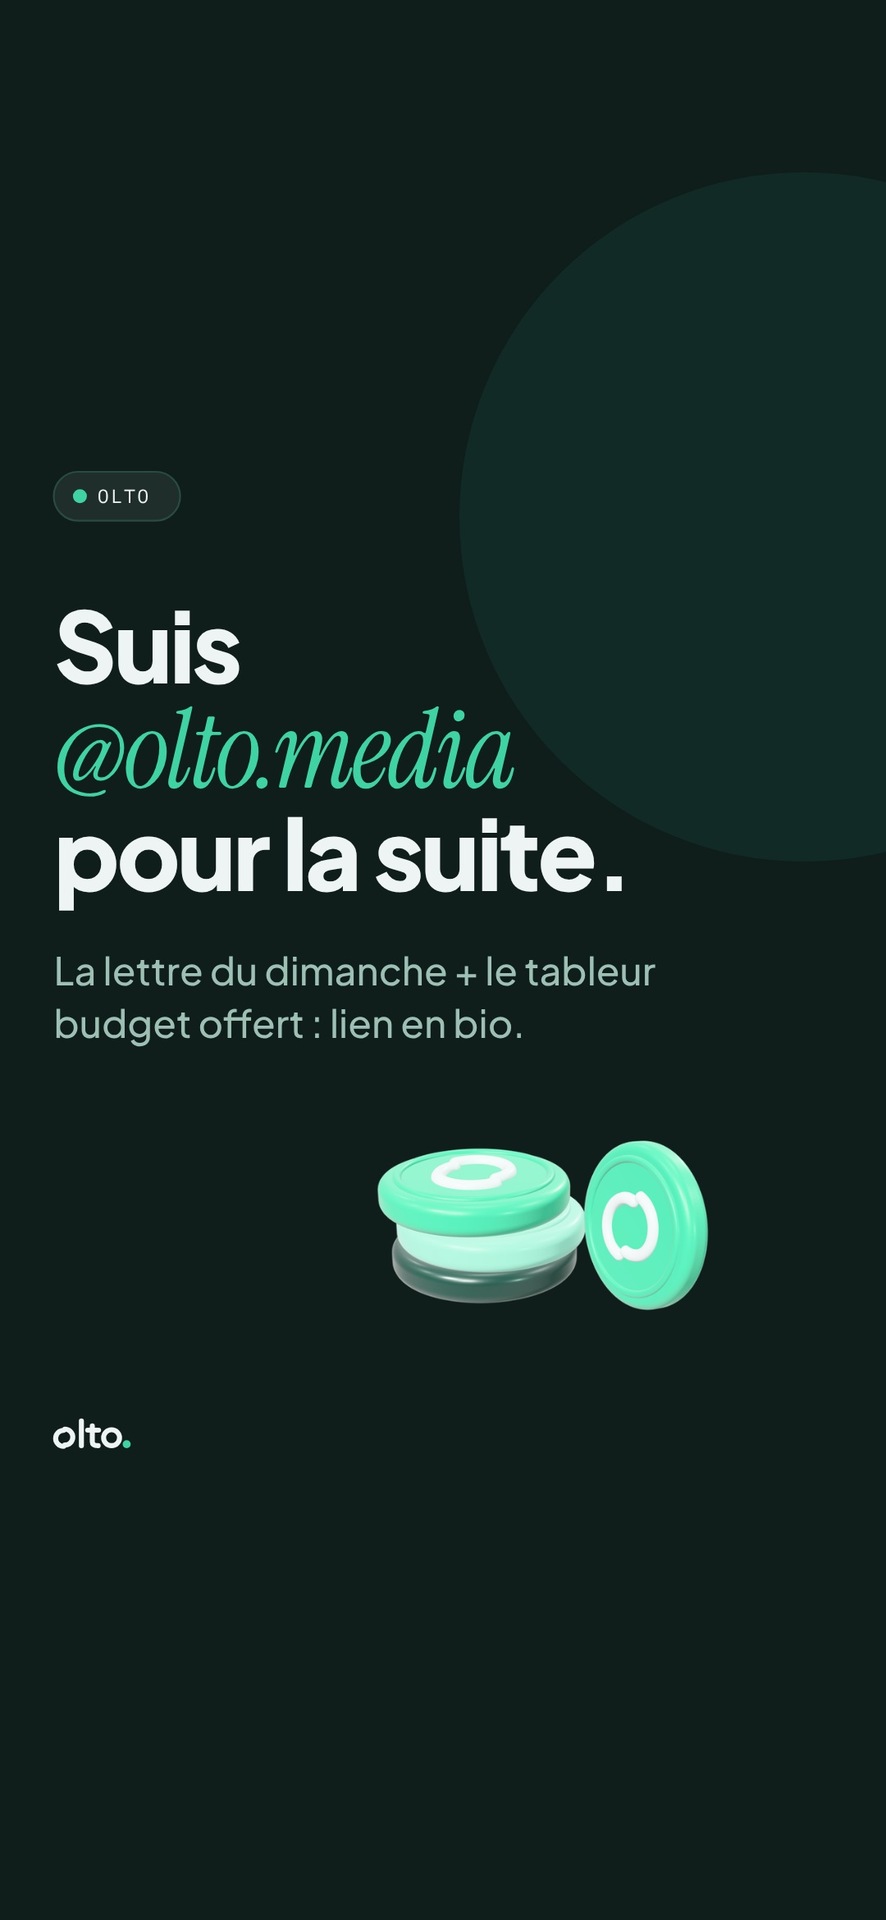 OLTO
Suis
@olto.media
pour la suite.
La lettre du dimanche + le tableur
budget offert : lien en bio.
olto.